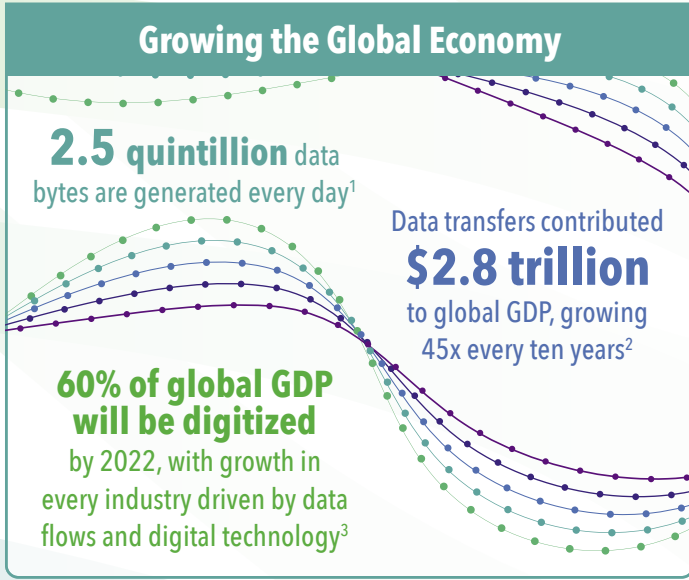 Growing the Global Economy
2.5 quintillion data
bytes are generated every day¹
Data transfers contributed
$2.8 trillion
to global GDP, growing
45x every ten years²
60% of global GDP
will be digitized
by 2022, with growth in
every industry driven by data
flows and digital technology³